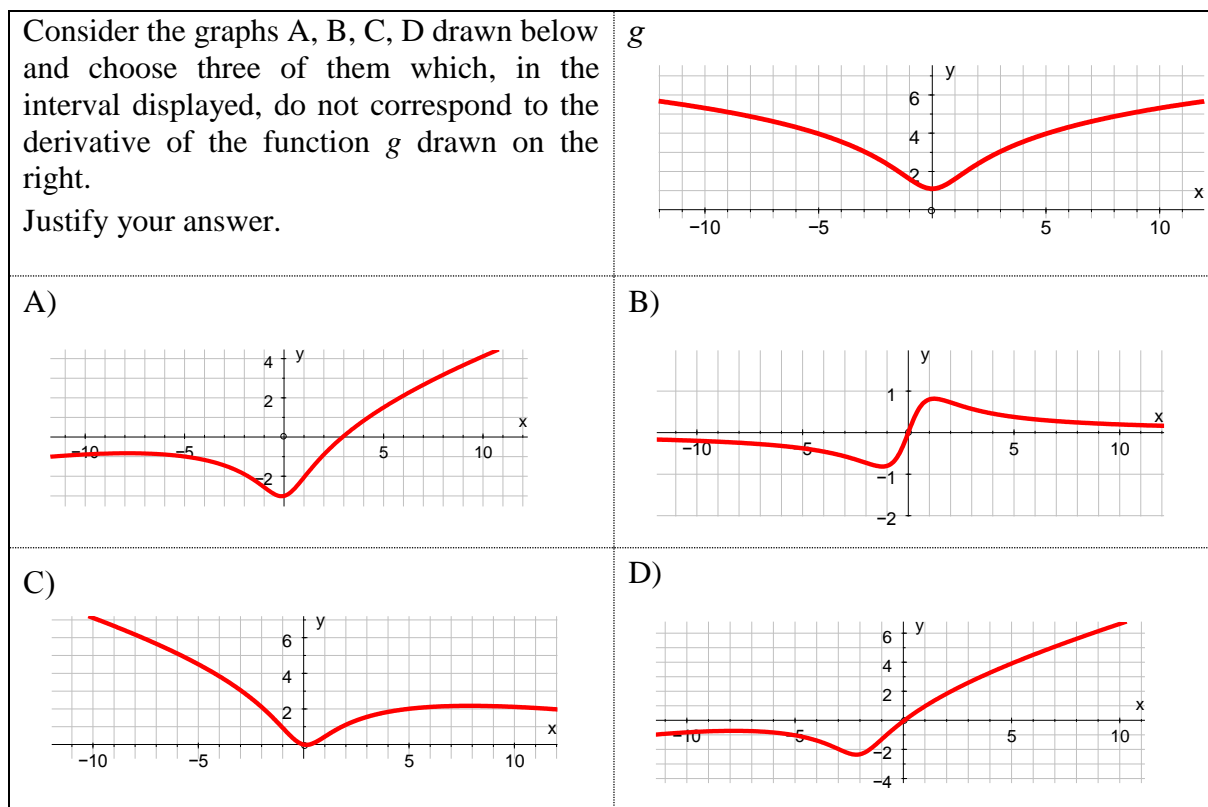 Consider the graphs A, B, C, D drawn below
and choose three of them which, in the
interval displayed, do not correspond to the
derivative of the function g drawn on the
right.
Justify your answer.
g
y
6
4
2
x
−10 −5 5 10
A)
4 y
2
x
−10 −5 5 10
−2
B)
y
1
x
−10 −5 5 10
−1
−2
C)
y
6
4
2
x
−10 −5 5 10
D)
y
6
4
2
x
−10 −5 5 10
−2
−4